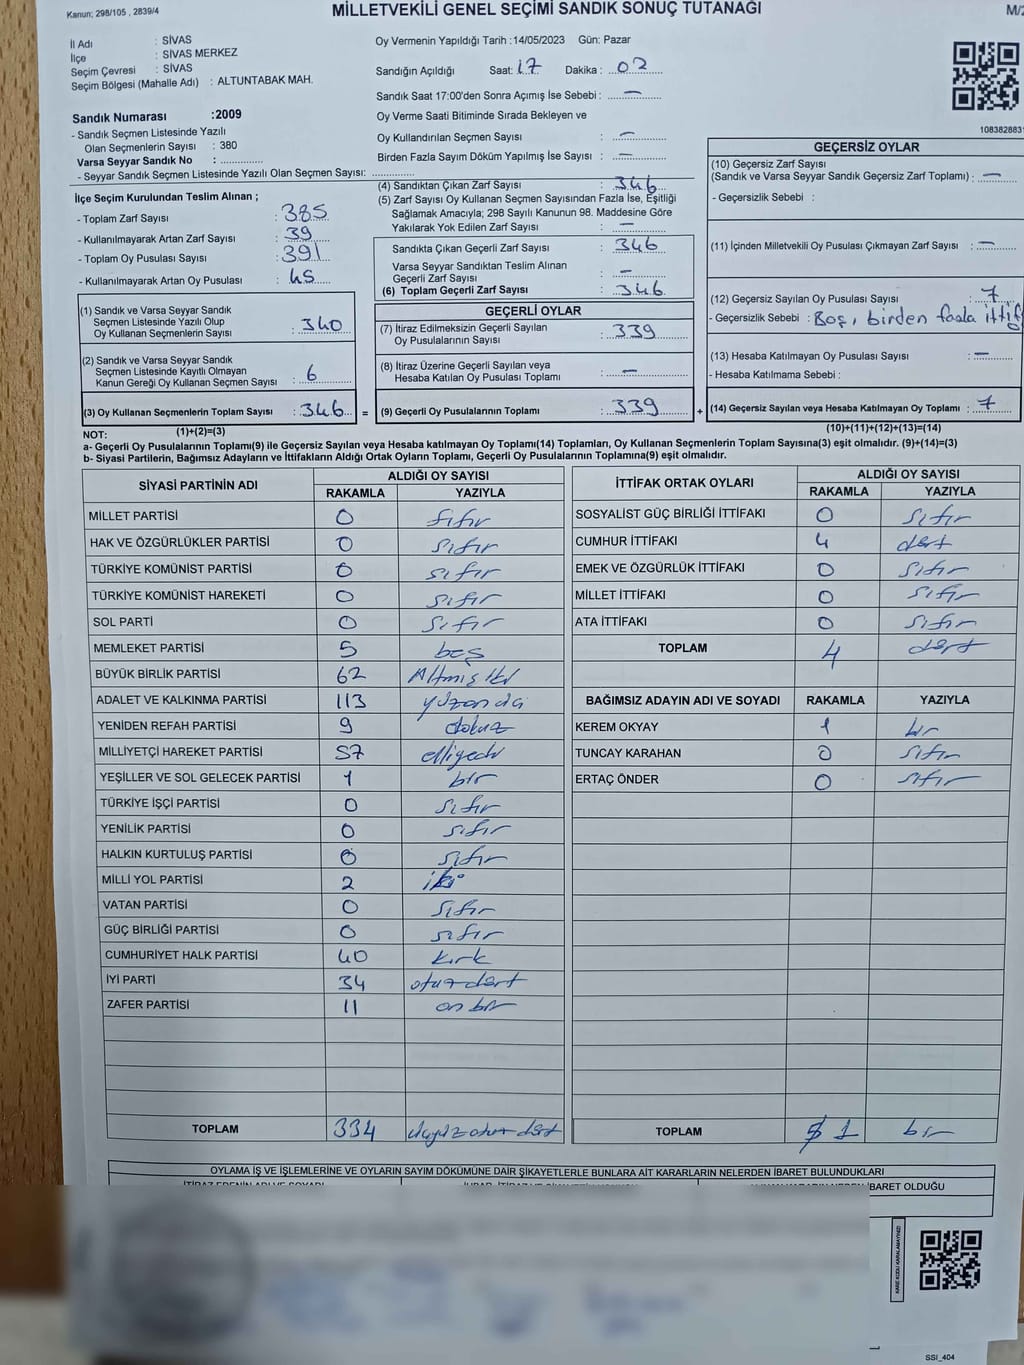 Kanun; 298/105 , 2839/4
MİLLETVEKİLİ GENEL SEÇİMİ SANDIK SONUÇ TUTANAĞI
İl Adı : SİVAS
İlçe : SİVAS MERKEZ
Seçim Çevresi : SİVAS
Seçim Bölgesi (Mahalle Adı) : ALTUNTABAK MAH.
Sandık Numarası :2009
- Sandık Seçmen Listesinde Yazılı
Olan Seçmenlerin Sayısı : 380
Varsa Seyyar Sandık No : ..............
- Seyyar Sandık Seçmen Listesinde Yazılı Olan Seçmen Sayısı: ..............
Oy Vermenin Yapıldığı Tarih :14/05/2023 Gün: Pazar
Sandığın Açıldığı Saat: 17 Dakika : 02
Sandık Saat 17:00'den Sonra Açımış İse Sebebi : —
Oy Verme Saati Bitiminde Sırada Bekleyen ve
Oy Kullandırılan Seçmen Sayısı : —
Birden Fazla Sayım Döküm Yapılmış İse Sayısı : —
1083828831
İlçe Seçim Kurulundan Teslim Alınan ;
- Toplam Zarf Sayısı : 385
- Kullanılmayarak Artan Zarf Sayısı : 39
- Toplam Oy Pusulası Sayısı : 391
- Kullanılmayarak Artan Oy Pusulası : 45
(1) Sandık ve Varsa Seyyar Sandık
Seçmen Listesinde Yazılı Olup
Oy Kullanan Seçmenlerin Sayısı : 340
(2) Sandık ve Varsa Seyyar Sandık
Seçmen Listesinde Kayıtlı Olmayan
Kanun Gereği Oy Kullanan Seçmen Sayısı : 6
(3) Oy Kullanan Seçmenlerin Toplam Sayısı : 346 =
(1)+(2)=(3)
(4) Sandıktan Çıkan Zarf Sayısı : 346
(5) Zarf Sayısı Oy Kullanan Seçmen Sayısından Fazla İse, Eşitliği
Sağlamak Amacıyla; 298 Sayılı Kanunun 98. Maddesine Göre
Yakılarak Yok Edilen Zarf Sayısı : —
Sandıkta Çıkan Geçerli Zarf Sayısı : 346
Varsa Seyyar Sandıktan Teslim Alınan
Geçerli Zarf Sayısı : —
(6) Toplam Geçerli Zarf Sayısı : 346
GEÇERLİ OYLAR
(7) İtiraz Edilmeksizin Geçerli Sayılan
Oy Pusulalarının Sayısı : 339
(8) İtiraz Üzerine Geçerli Sayılan veya
Hesaba Katılan Oy Pusulası Toplamı : —
(9) Geçerli Oy Pusulalarının Toplamı : 339 +
GEÇERSİZ OYLAR
(10) Geçersiz Zarf Sayısı
(Sandık ve Varsa Seyyar Sandık Geçersiz Zarf Toplamı) : —
- Geçersizlik Sebebi :
(11) İçinden Milletvekili Oy Pusulası Çıkmayan Zarf Sayısı : —
(12) Geçersiz Sayılan Oy Pusulası Sayısı : 7
- Geçersizlik Sebebi : Boş, birden fazla ittif
(13) Hesaba Katılmayan Oy Pusulası Sayısı : —
- Hesaba Katılmama Sebebi :
(14) Geçersiz Sayılan veya Hesaba Katılmayan Oy Toplamı : 7
(10)+(11)+(12)+(13)=(14)
NOT:
a- Geçerli Oy Pusulalarının Toplamı(9) ile Geçersiz Sayılan veya Hesaba katılmayan Oy Toplamı(14) Toplamları, Oy Kullanan Seçmenlerin Toplam Sayısına(3) eşit olmalıdır. (9)+(14)=(3)
b- Siyasi Partilerin, Bağımsız Adayların ve İttifakların Aldığı Ortak Oyların Toplamı, Geçerli Oy Pusulalarının Toplamına(9) eşit olmalıdır.
SİYASİ PARTİNİN ADI ALDIĞI OY SAYISI
RAKAMLA YAZIYLA
MİLLET PARTİSİ 0 sıfır
HAK VE ÖZGÜRLÜKLER PARTİSİ 0 sıfır
TÜRKİYE KOMÜNİST PARTİSİ 0 sıfır
TÜRKİYE KOMÜNİST HAREKETİ 0 sıfır
SOL PARTİ 0 sıfır
MEMLEKET PARTİSİ 5 beş
BÜYÜK BİRLİK PARTİSİ 62 Altmış iki
ADALET VE KALKINMA PARTİSİ 113 yüzonüç
YENİDEN REFAH PARTİSİ 9 dokuz
MİLLİYETÇİ HAREKET PARTİSİ 57 elliyedi
YEŞİLLER VE SOL GELECEK PARTİSİ 1 bir
TÜRKİYE İŞÇİ PARTİSİ 0 sıfır
YENİLİK PARTİSİ 0 sıfır
HALKIN KURTULUŞ PARTİSİ 0 sıfır
MİLLİ YOL PARTİSİ 2 iki
VATAN PARTİSİ 0 sıfır
GÜÇ BİRLİĞİ PARTİSİ 0 sıfır
CUMHURİYET HALK PARTİSİ 40 kırk
İYİ PARTİ 34 otuzdört
ZAFER PARTİSİ 11 onbir
TOPLAM 334 üçyüzotuzdört
İTTİFAK ORTAK OYLARI ALDIĞI OY SAYISI
RAKAMLA YAZIYLA
SOSYALİST GÜÇ BİRLİĞİ İTTİFAKI 0 sıfır
CUMHUR İTTİFAKI 4 dört
EMEK VE ÖZGÜRLÜK İTTİFAKI 0 sıfır
MİLLET İTTİFAKI 0 sıfır
ATA İTTİFAKI 0 sıfır
TOPLAM 4 dört
BAĞIMSIZ ADAYIN ADI VE SOYADI RAKAMLA YAZIYLA
KEREM OKYAY 1 bir
TUNCAY KARAHAN 0 sıfır
ERTAÇ ÖNDER 0 sıfır
TOPLAM 1 bir
OYLAMA İŞ VE İŞLEMLERİNE VE OYLARIN SAYIM DÖKÜMÜNE DAİR ŞİKAYETLERLE BUNLARA AİT KARARLARIN NELERDEN İBARET BULUNDUKLARI
İBARET OLDUĞU
KARE KODU KARALAMAYINIZ!
SSI_404